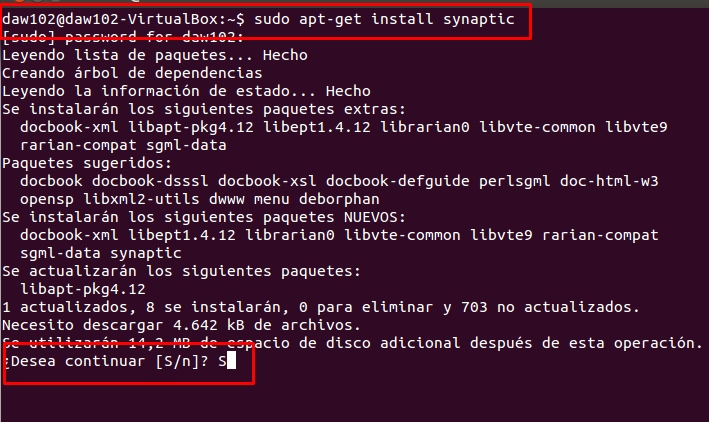 daw102@daw102-VirtualBox:~$ sudo apt-get install synaptic
[sudo] password for daw102:
Leyendo lista de paquetes... Hecho
Creando árbol de dependencias
Leyendo la información de estado... Hecho
Se instalarán los siguientes paquetes extras:
  docbook-xml libapt-pkg4.12 libept1.4.12 librarian0 libvte-common libvte9
  rarian-compat sgml-data
Paquetes sugeridos:
  docbook docbook-dsssl docbook-xsl docbook-defguide perlsgml doc-html-w3
  opensp libxml2-utils dwww menu deborphan
Se instalarán los siguientes paquetes NUEVOS:
  docbook-xml libept1.4.12 librarian0 libvte-common libvte9 rarian-compat
  sgml-data synaptic
Se actualizarán los siguientes paquetes:
  libapt-pkg4.12
1 actualizados, 8 se instalarán, 0 para eliminar y 703 no actualizados.
Necesito descargar 4.642 kB de archivos.
Se utilizarán 14,2 MB de espacio de disco adicional después de esta operación.
¿Desea continuar [S/n]? S